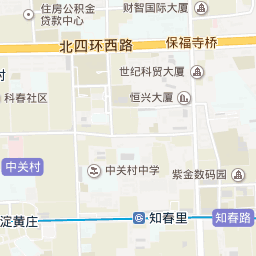 住房公积金
贷款中心
财智国际大厦
北四环西路
保福寺桥
村
世纪科贸大厦
科春社区
恒兴大厦
中关村
中关村中学
紫金数码园
淀黄庄
知春里
知春路